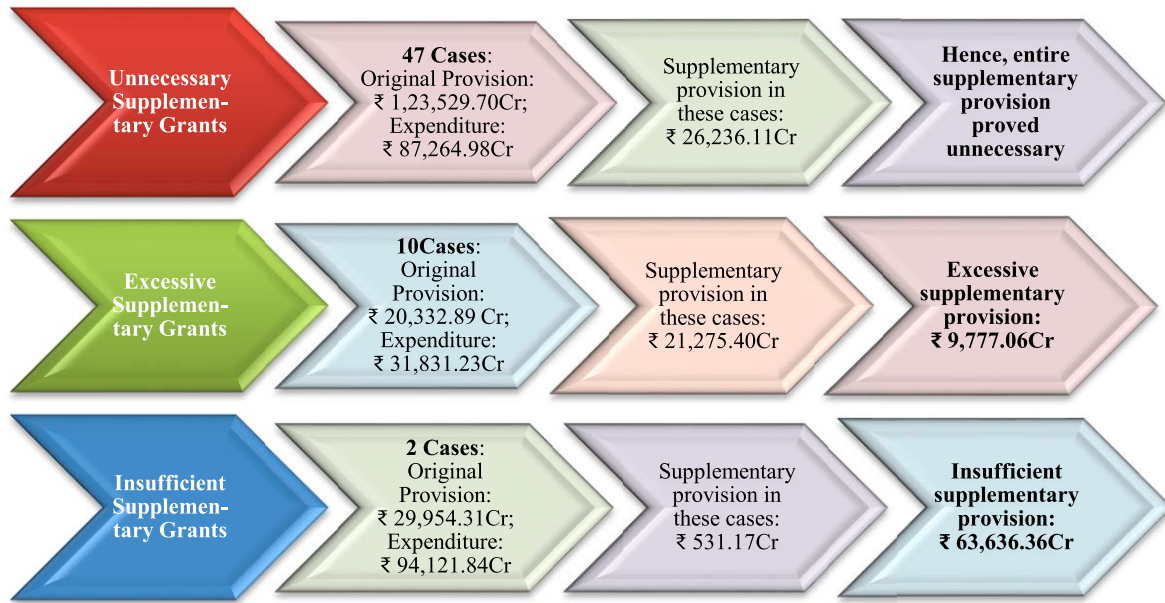 Unnecessary
Supplemen-
tary Grants
47 Cases:
Original Provision:
₹ 1,23,529.70Cr;
Expenditure:
₹ 87,264.98Cr
Supplementary
provision in
these cases:
₹ 26,236.11Cr
Hence, entire
supplementary
provision
proved
unnecessary
Excessive
Supplemen-
tary Grants
10Cases:
Original
Provision:
₹ 20,332.89 Cr;
Expenditure:
₹ 31,831.23Cr
Supplementary
provision in
these cases:
₹ 21,275.40Cr
Excessive
supplementary
provision:
₹ 9,777.06Cr
Insufficient
Supplemen-
tary Grants
2 Cases:
Original
Provision:
₹ 29,954.31Cr;
Expenditure:
₹ 94,121.84Cr
Supplementary
provision in
these cases:
₹ 531.17Cr
Insufficient
supplementary
provision:
₹ 63,636.36Cr